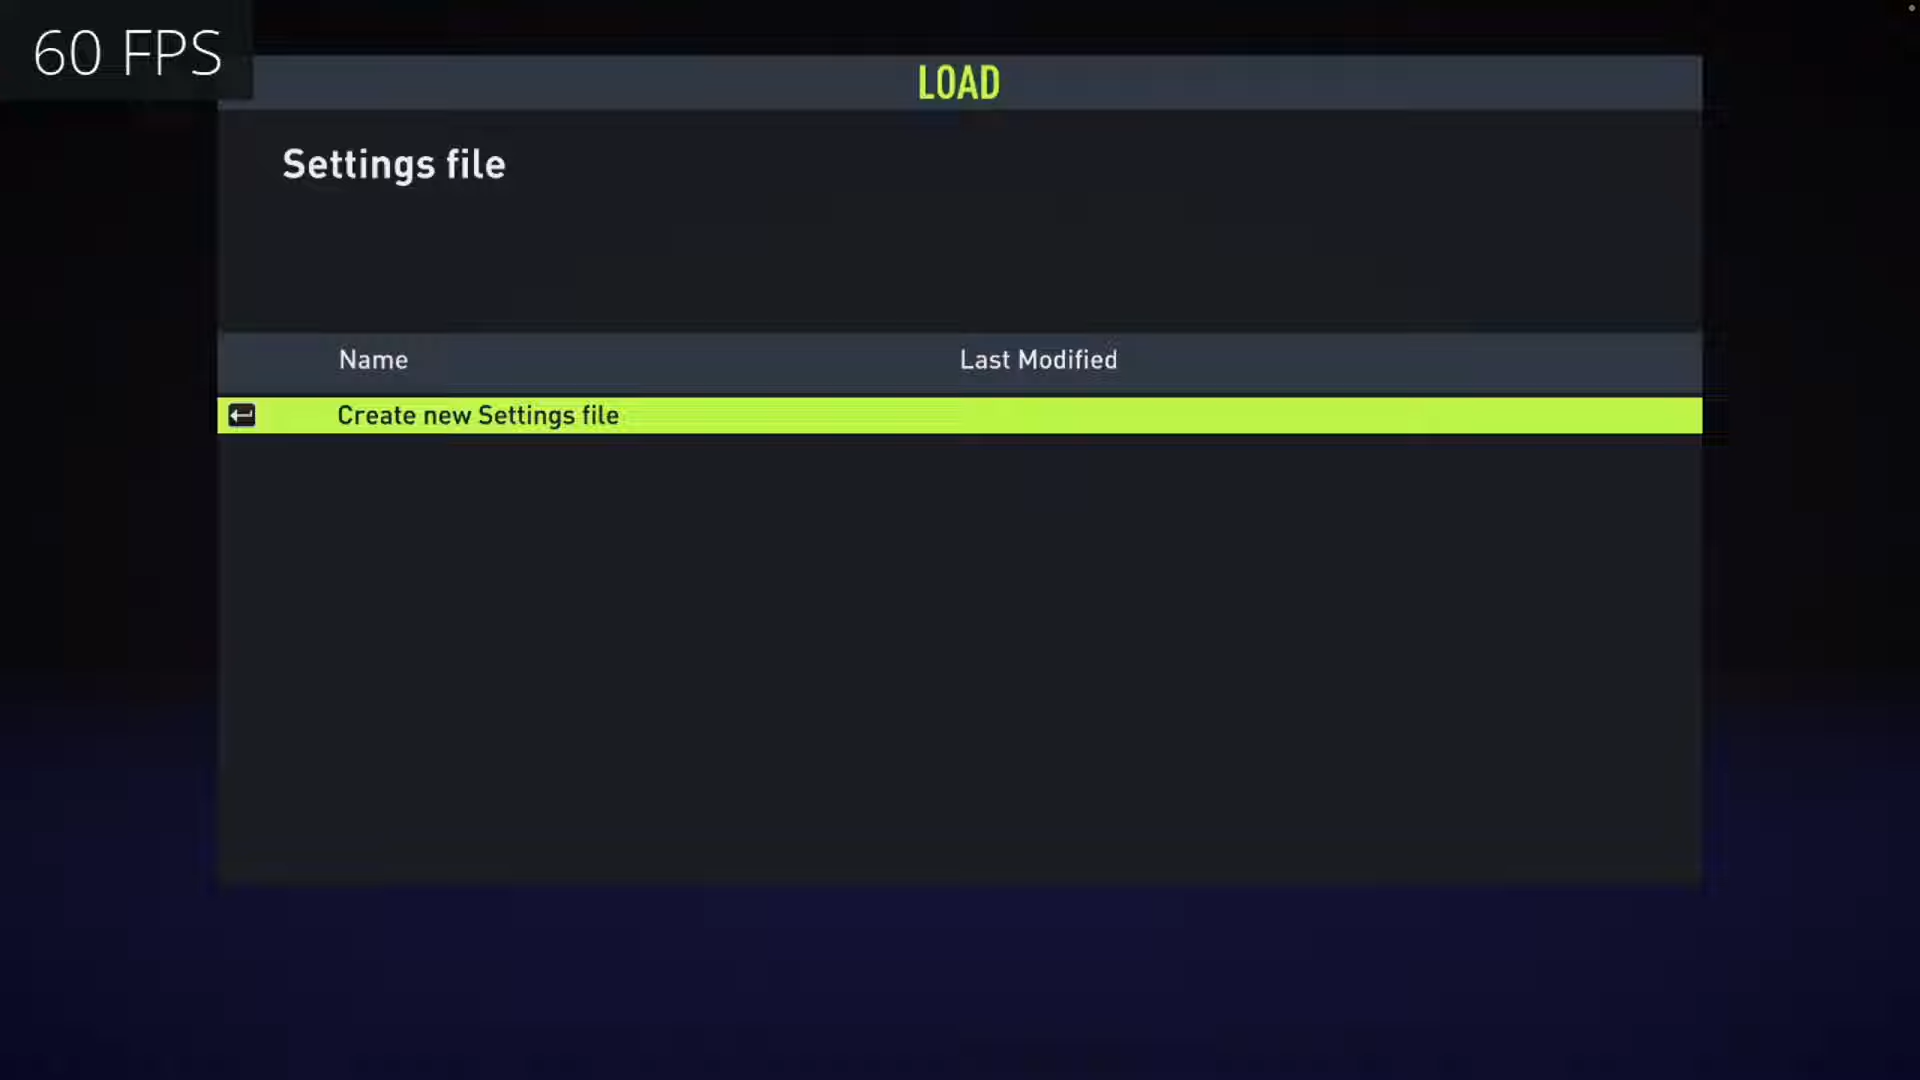 60 FPS
LOAD
Settings file
Name Last Modified
Create new Settings file